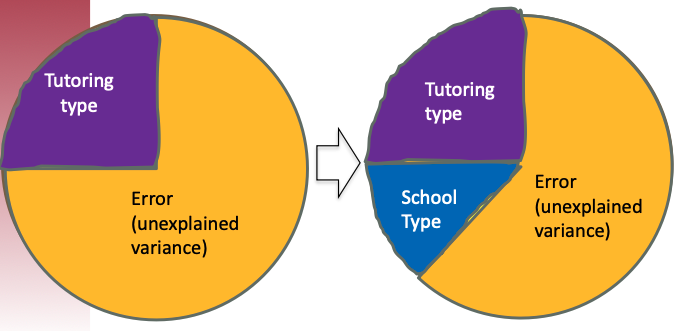 Tutoring
type
Error
(unexplained
variance)
Tutoring
type
School
Type
Error
(unexplained
variance)